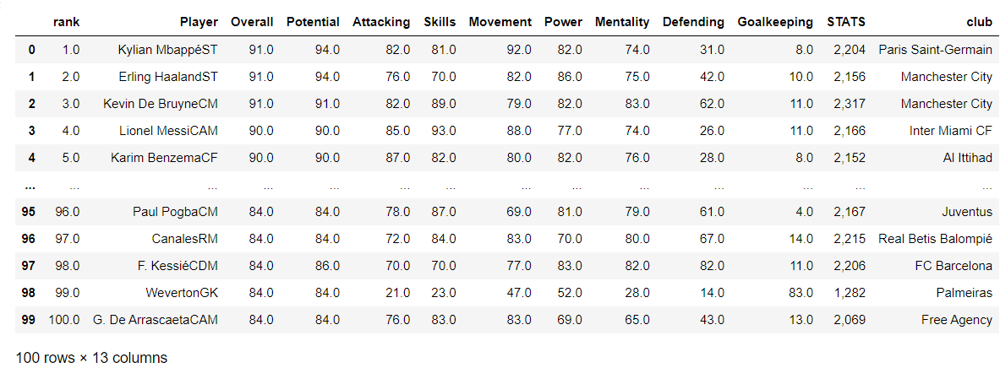 rank Player Overall Potential Attacking Skills Movement Power Mentality Defending Goalkeeping STATS club
0 1.0 Kylian MbappéST 91.0 94.0 82.0 81.0 92.0 82.0 74.0 31.0 8.0 2,204 Paris Saint-Germain
1 2.0 Erling HaalandST 91.0 94.0 76.0 70.0 82.0 86.0 75.0 42.0 10.0 2,156 Manchester City
2 3.0 Kevin De BruyneCM 91.0 91.0 82.0 89.0 79.0 82.0 83.0 62.0 11.0 2,317 Manchester City
3 4.0 Lionel MessiCAM 90.0 90.0 85.0 93.0 88.0 77.0 74.0 26.0 11.0 2,166 Inter Miami CF
4 5.0 Karim BenzemaCF 90.0 90.0 87.0 82.0 80.0 82.0 76.0 28.0 8.0 2,152 Al Ittihad
... ... ... ... ... ... ... ... ... ... ... ... ... ...
95 96.0 Paul PogbaCM 84.0 84.0 78.0 87.0 69.0 81.0 79.0 61.0 4.0 2,167 Juventus
96 97.0 CanalesRM 84.0 84.0 72.0 84.0 83.0 70.0 80.0 67.0 14.0 2,215 Real Betis Balompié
97 98.0 F. KessiéCDM 84.0 86.0 70.0 70.0 77.0 83.0 82.0 82.0 11.0 2,206 FC Barcelona
98 99.0 WevertonGK 84.0 84.0 21.0 23.0 47.0 52.0 28.0 14.0 83.0 1,282 Palmeiras
99 100.0 G. De ArrascaetaCAM 84.0 84.0 76.0 83.0 83.0 69.0 65.0 43.0 13.0 2,069 Free Agency
100 rows × 13 columns